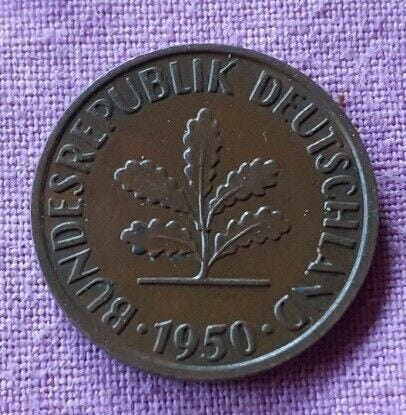 BUNDESREPUBLIK DEUTSCHLAND
· 1950 ·